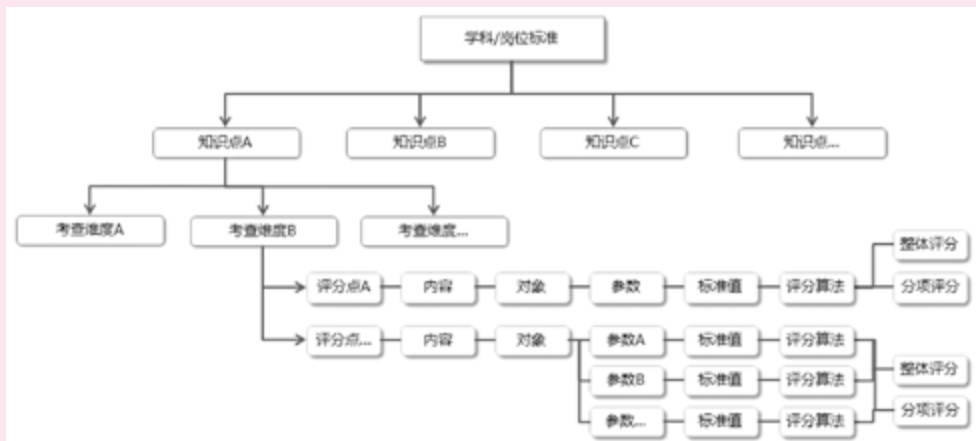 学科/岗位标准
知识点A
知识点B
知识点C
知识点...
考查维度A
考查维度B
考查维度...
整体评分
评分点A
内容
对象
参数
标准值
评分算法
分项评分
评分点...
内容
对象
参数A
标准值
评分算法
整体评分
参数B
标准值
评分算法
分项评分
参数...
标准值
评分算法